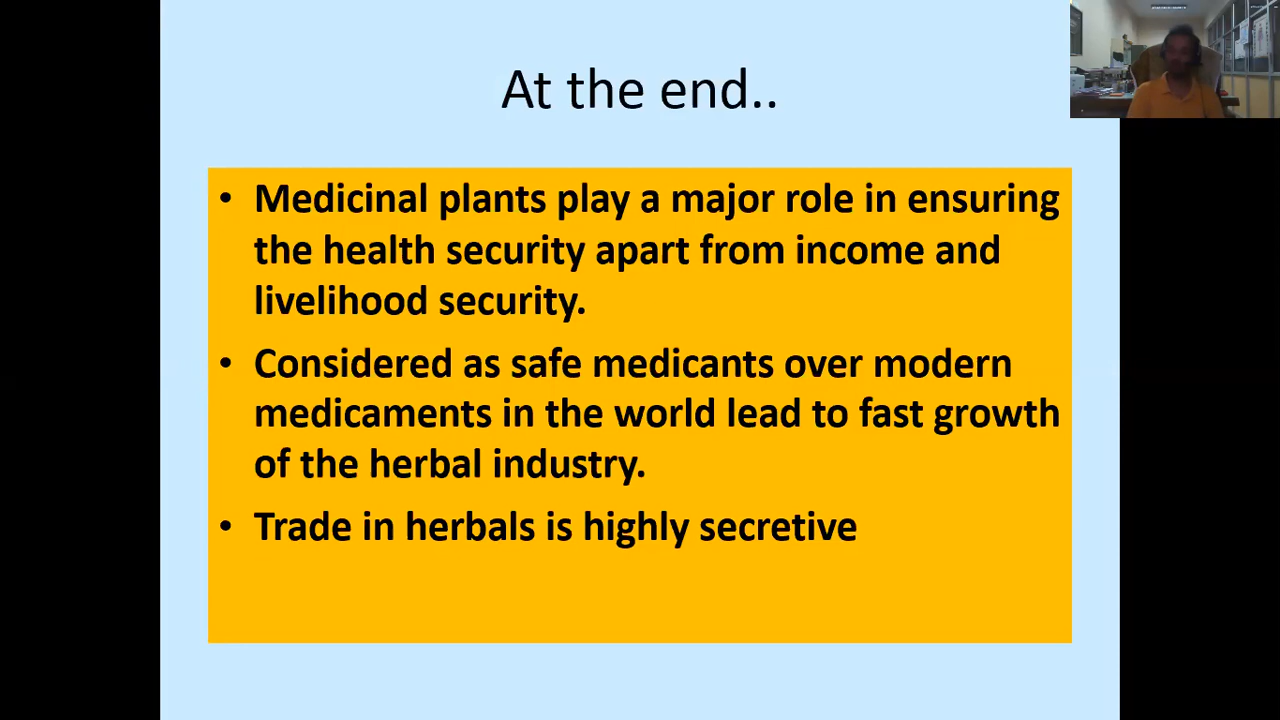 At the end..
• Medicinal plants play a major role in ensuring
the health security apart from income and
livelihood security.
• Considered as safe medicants over modern
medicaments in the world lead to fast growth
of the herbal industry.
• Trade in herbals is highly secretive